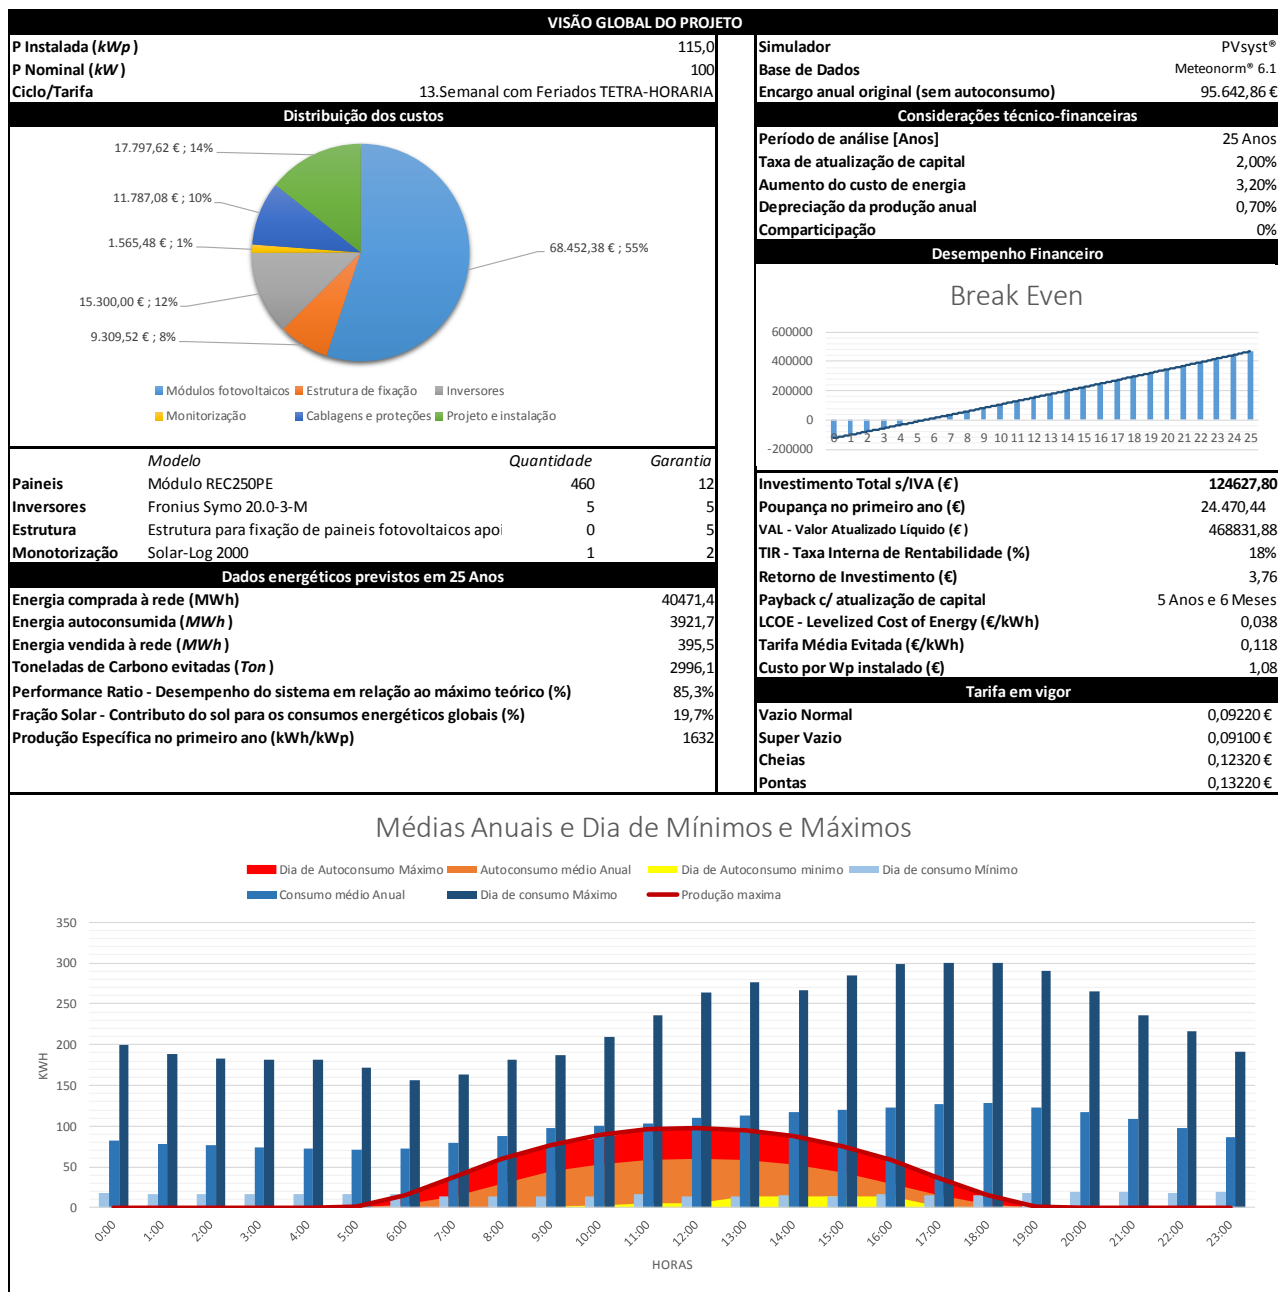 VISÃO GLOBAL DO PROJETO
P Instalada (kWp) 115,0
P Nominal (kW) 100
Ciclo/Tarifa 13.Semanal com Feriados TETRA-HORARIA
Simulador PVsyst®
Base de Dados Meteonorm® 6.1
Encargo anual original (sem autoconsumo) 95.642,86 €
Distribuição dos custos
17.797,62 € ; 14%
11.787,08 € ; 10%
1.565,48 € ; 1%
68.452,38 € ; 55%
15.300,00 € ; 12%
9.309,52 € ; 8%
Módulos fotovoltaicos Estrutura de fixação Inversores
Monitorização Cablagens e proteções Projeto e instalação
Considerações técnico-financeiras
Período de análise [Anos] 25 Anos
Taxa de atualização de capital 2,00%
Aumento do custo de energia 3,20%
Depreciação da produção anual 0,70%
Comparticipação 0%
Desempenho Financeiro
Break Even
600000
400000
200000
0
-200000
0 1 2 3 4 5 6 7 8 9 10 11 12 13 14 15 16 17 18 19 20 21 22 23 24 25
Modelo Quantidade Garantia
Paineis Módulo REC250PE 460 12
Inversores Fronius Symo 20.0-3-M 5 5
Estrutura Estrutura para fixação de paineis fotovoltaicos apoi 0 5
Monotorização Solar-Log 2000 1 2
Dados energéticos previstos em 25 Anos
Energia comprada à rede (MWh) 40471,4
Energia autoconsumida (MWh) 3921,7
Energia vendida à rede (MWh) 395,5
Toneladas de Carbono evitadas (Ton) 2996,1
Performance Ratio - Desempenho do sistema em relação ao máximo teórico (%) 85,3%
Fração Solar - Contributo do sol para os consumos energéticos globais (%) 19,7%
Produção Específica no primeiro ano (kWh/kWp) 1632
Investimento Total s/IVA (€) 124627,80
Poupança no primeiro ano (€) 24.470,44
VAL - Valor Atualizado Líquido (€) 468831,88
TIR - Taxa Interna de Rentabilidade (%) 18%
Retorno de Investimento (€) 3,76
Payback c/ atualização de capital 5 Anos e 6 Meses
LCOE - Levelized Cost of Energy (€/kWh) 0,038
Tarifa Média Evitada (€/kWh) 0,118
Custo por Wp instalado (€) 1,08
Tarifa em vigor
Vazio Normal 0,09220 €
Super Vazio 0,09100 €
Cheias 0,12320 €
Pontas 0,13220 €
Médias Anuais e Dia de Mínimos e Máximos
Dia de Autoconsumo Máximo Autoconsumo médio Anual Dia de Autoconsumo minimo Dia de consumo Mínimo
Consumo médio Anual Dia de consumo Máximo Produção maxima
350
300
250
200
150
100
50
0
KWH
0:00 1:00 2:00 3:00 4:00 5:00 6:00 7:00 8:00 9:00 10:00 11:00 12:00 13:00 14:00 15:00 16:00 17:00 18:00 19:00 20:00 21:00 22:00 23:00
HORAS